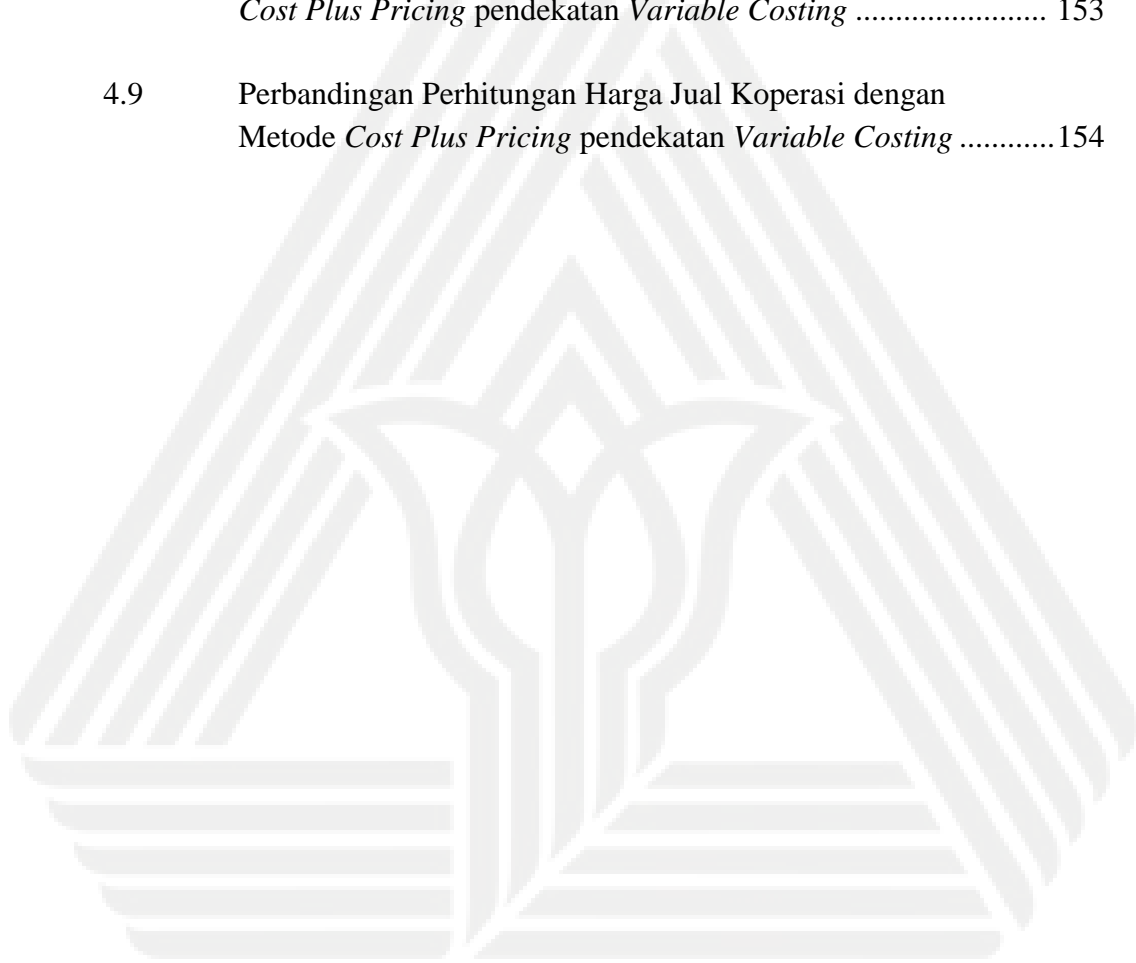 Cost Plus Pricing pendekatan Variable Costing ....................... 153
4.9 Perbandingan Perhitungan Harga Jual Koperasi dengan
Metode Cost Plus Pricing pendekatan Variable Costing ............154